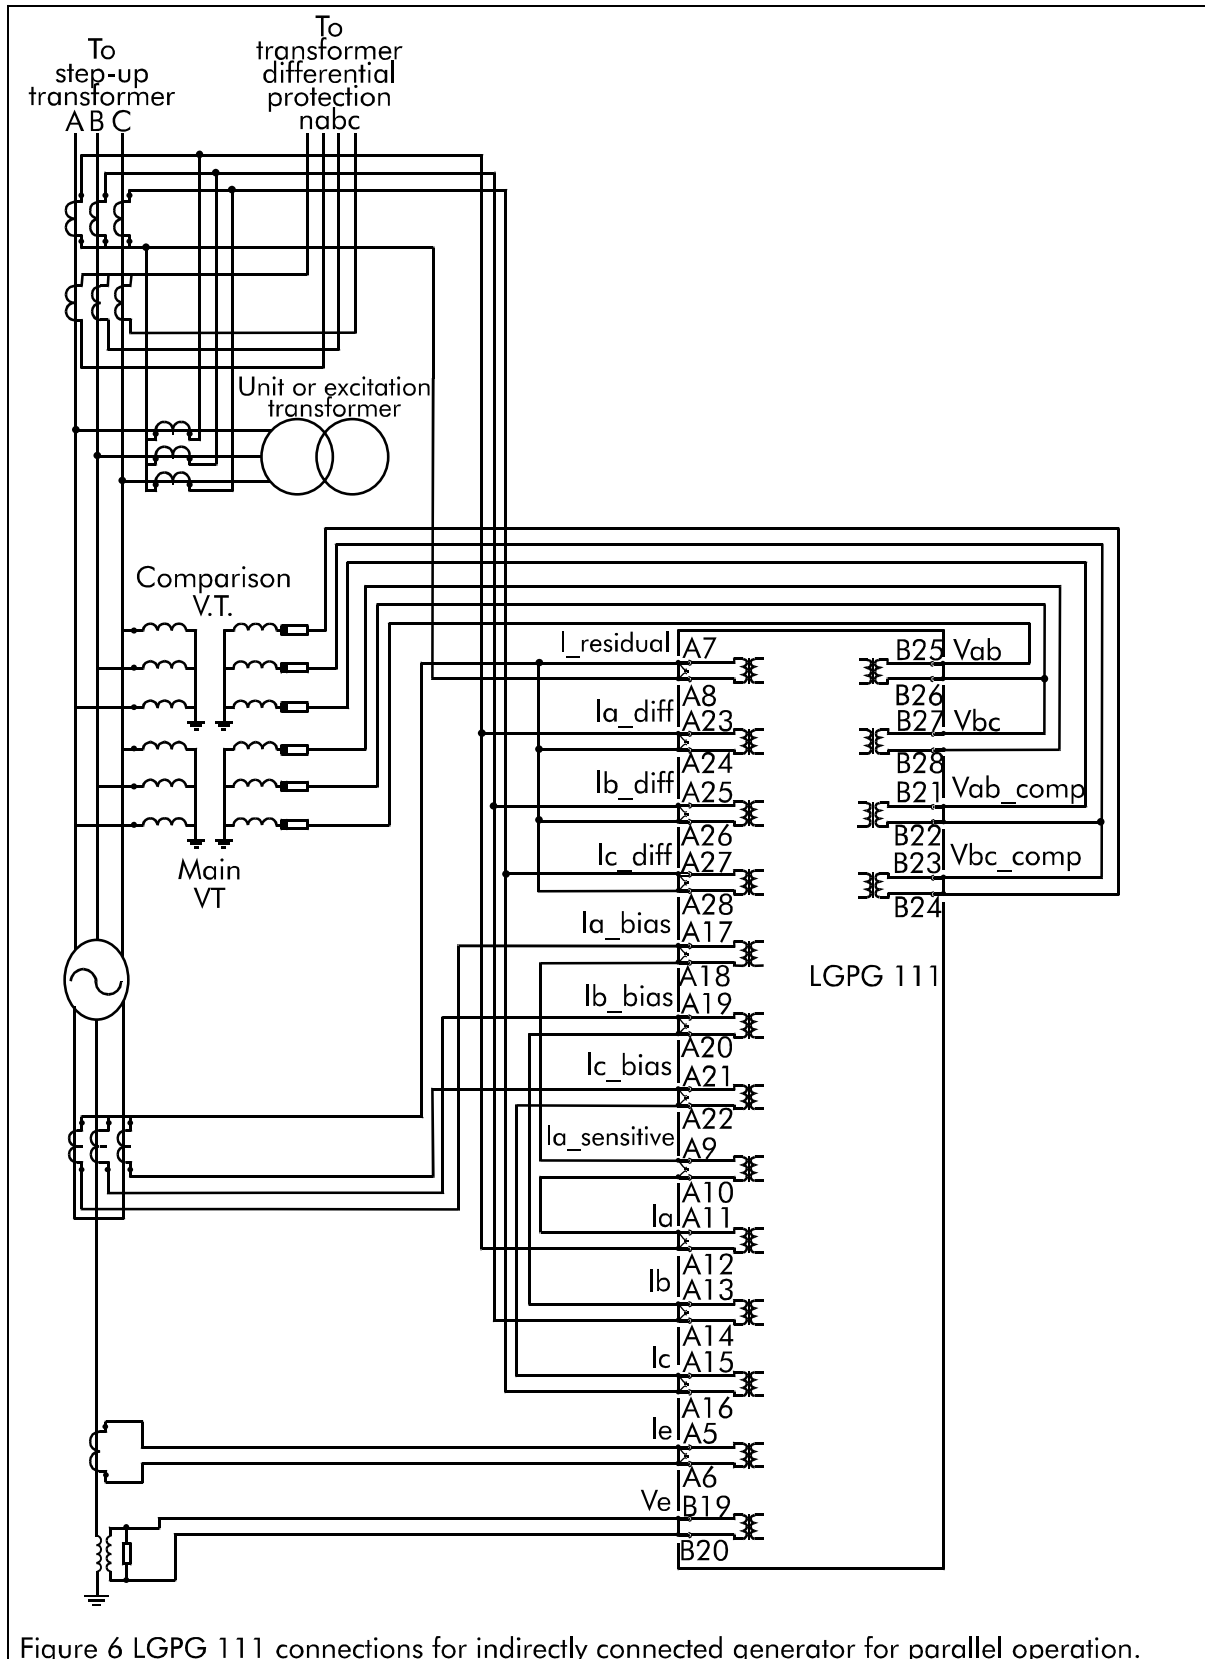 To
step-up
transformer
A B C
To
transformer
differential
protection
nabc
Unit or excitation
transformer
Comparison
V.T.
Main
VT
I_residual
A7
A8
Ia_diff
A23
A24
Ib_diff
A25
A26
Ic_diff
A27
A28
Ia_bias
A17
A18
Ib_bias
A19
A20
Ic_bias
A21
A22
Ia_sensitive
A9
A10
Ia
A11
A12
Ib
A13
A14
Ic
A15
A16
Ie
A5
A6
Ve
B19
B20
B25 Vab
B26
B27 Vbc
B28
B21 Vab_comp
B22
B23 Vbc_comp
B24
LGPG 111
Figure 6 LGPG 111 connections for indirectly connected generator for parallel operation.